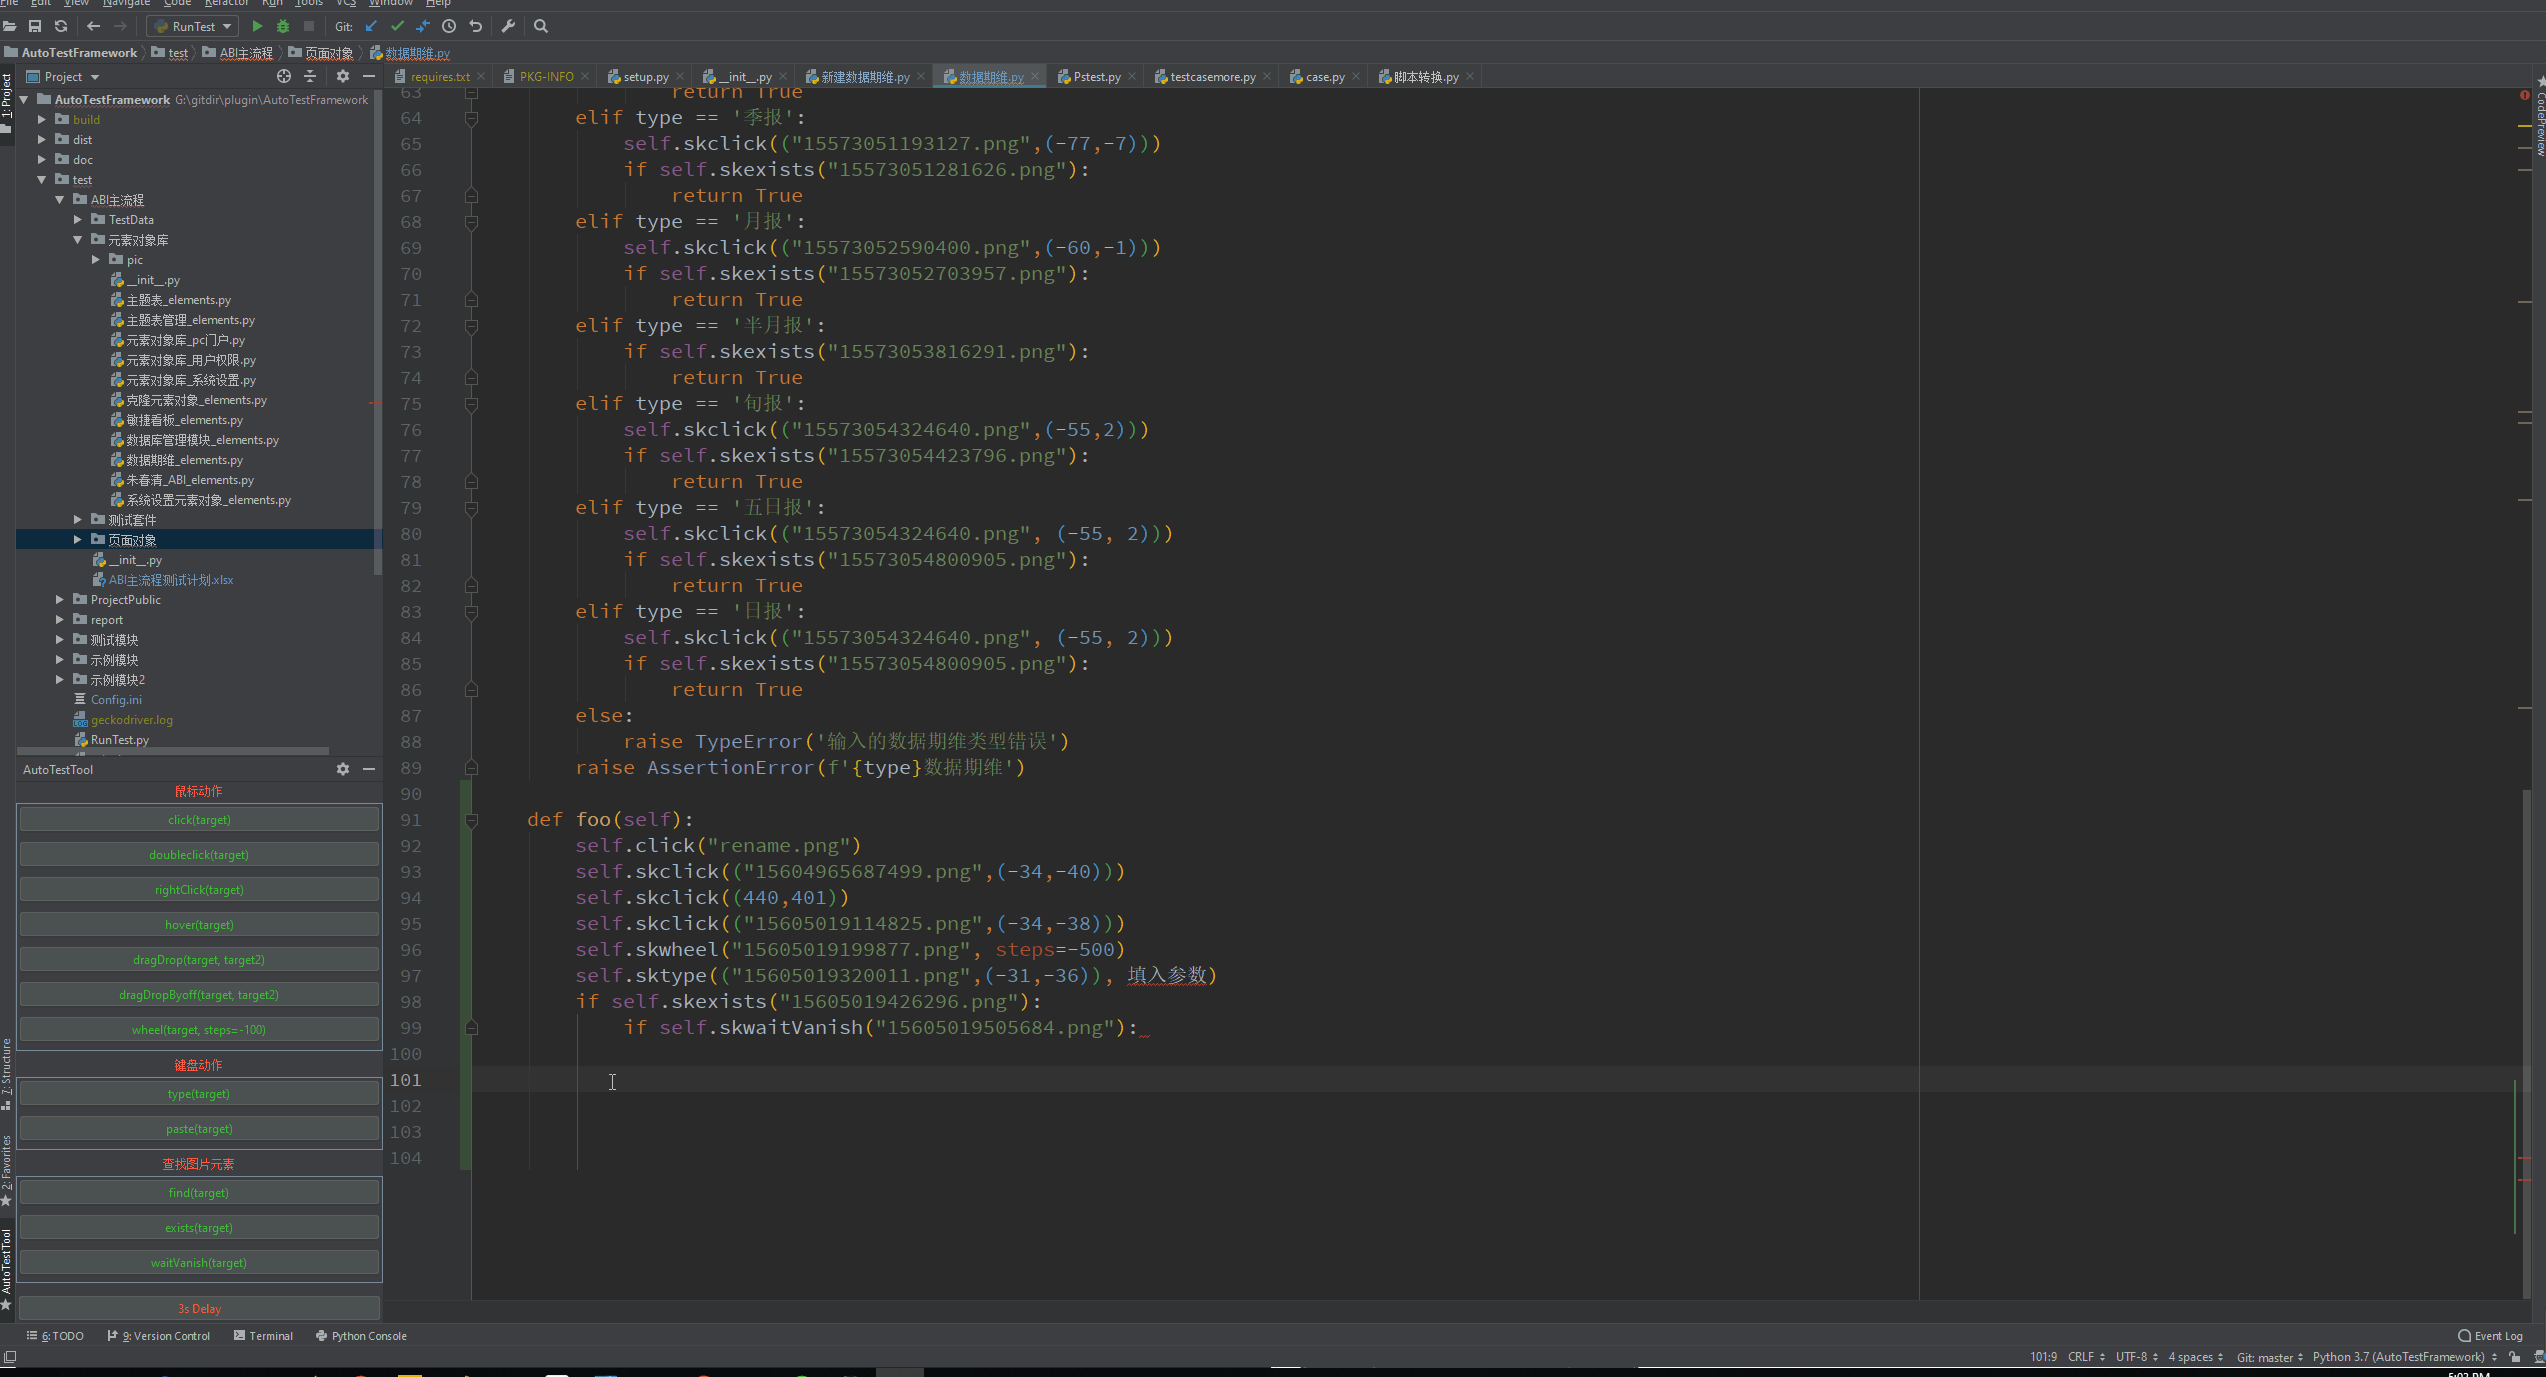 File Edit View Navigate Code Refactor Run Tools VCS Window Help
RunTest Git:
AutoTestFramework test ABI主流程 页面对象 数据期维.py
Project
requires.txt PKG-INFO setup.py __init__.py 新建数据期维.py 数据期维.py Pstest.py testcasemore.py case.py 脚本转换.py
1: Project
AutoTestFramework G:\gitdir\plugin\AutoTestFramework
build
dist
doc
test
ABI主流程
TestData
元素对象库
pic
__init__.py
主题表_elements.py
主题表管理_elements.py
元素对象库_pc门户.py
元素对象库_用户权限.py
元素对象库_系统设置.py
克隆元素对象_elements.py
敏捷看板_elements.py
数据库管理模块_elements.py
数据期维_elements.py
朱春清_ABI_elements.py
系统设置元素对象_elements.py
测试套件
页面对象
__init__.py
ABI主流程测试计划.xlsx
ProjectPublic
report
测试模块
示例模块
示例模块2
Config.ini
geckodriver.log
RunTest.py
AutoTestTool
鼠标动作
click(target)
doubleclick(target)
rightClick(target)
hover(target)
dragDrop(target, target2)
dragDropByoff(target, target2)
wheel(target, steps=-100)
键盘动作
type(target)
paste(target)
查找图片元素
find(target)
exists(target)
waitVanish(target)
3s Delay
7: Structure
2: Favorites
AutoTestTool
63 return True
64 elif type == '季报':
65 self.skclick(("15573051193127.png",(-77,-7)))
66 if self.skexists("15573051281626.png"):
67 return True
68 elif type == '月报':
69 self.skclick(("15573052590400.png",(-60,-1)))
70 if self.skexists("15573052703957.png"):
71 return True
72 elif type == '半月报':
73 if self.skexists("15573053816291.png"):
74 return True
75 elif type == '旬报':
76 self.skclick(("15573054324640.png",(-55,2)))
77 if self.skexists("15573054423796.png"):
78 return True
79 elif type == '五日报':
80 self.skclick(("15573054324640.png", (-55, 2)))
81 if self.skexists("15573054800905.png"):
82 return True
83 elif type == '日报':
84 self.skclick(("15573054324640.png", (-55, 2)))
85 if self.skexists("15573054800905.png"):
86 return True
87 else:
88 raise TypeError('输入的数据期维类型错误')
89 raise AssertionError(f'{type}数据期维')
90
91 def foo(self):
92 self.click("rename.png")
93 self.skclick(("15604965687499.png",(-34,-40)))
94 self.skclick((440,401))
95 self.skclick(("15605019114825.png",(-34,-38)))
96 self.skwheel("15605019199877.png", steps=-500)
97 self.sktype(("15605019320011.png",(-31,-36)), 填入参数)
98 if self.skexists("15605019426296.png"):
99 if self.skwaitVanish("15605019505684.png"):
100
101
102
103
104
CodePreview
6: TODO 9: Version Control Terminal Python Console Event Log
101:9 CRLF UTF-8 4 spaces Git: master Python 3.7 (AutoTestFramework)
5:02 PM